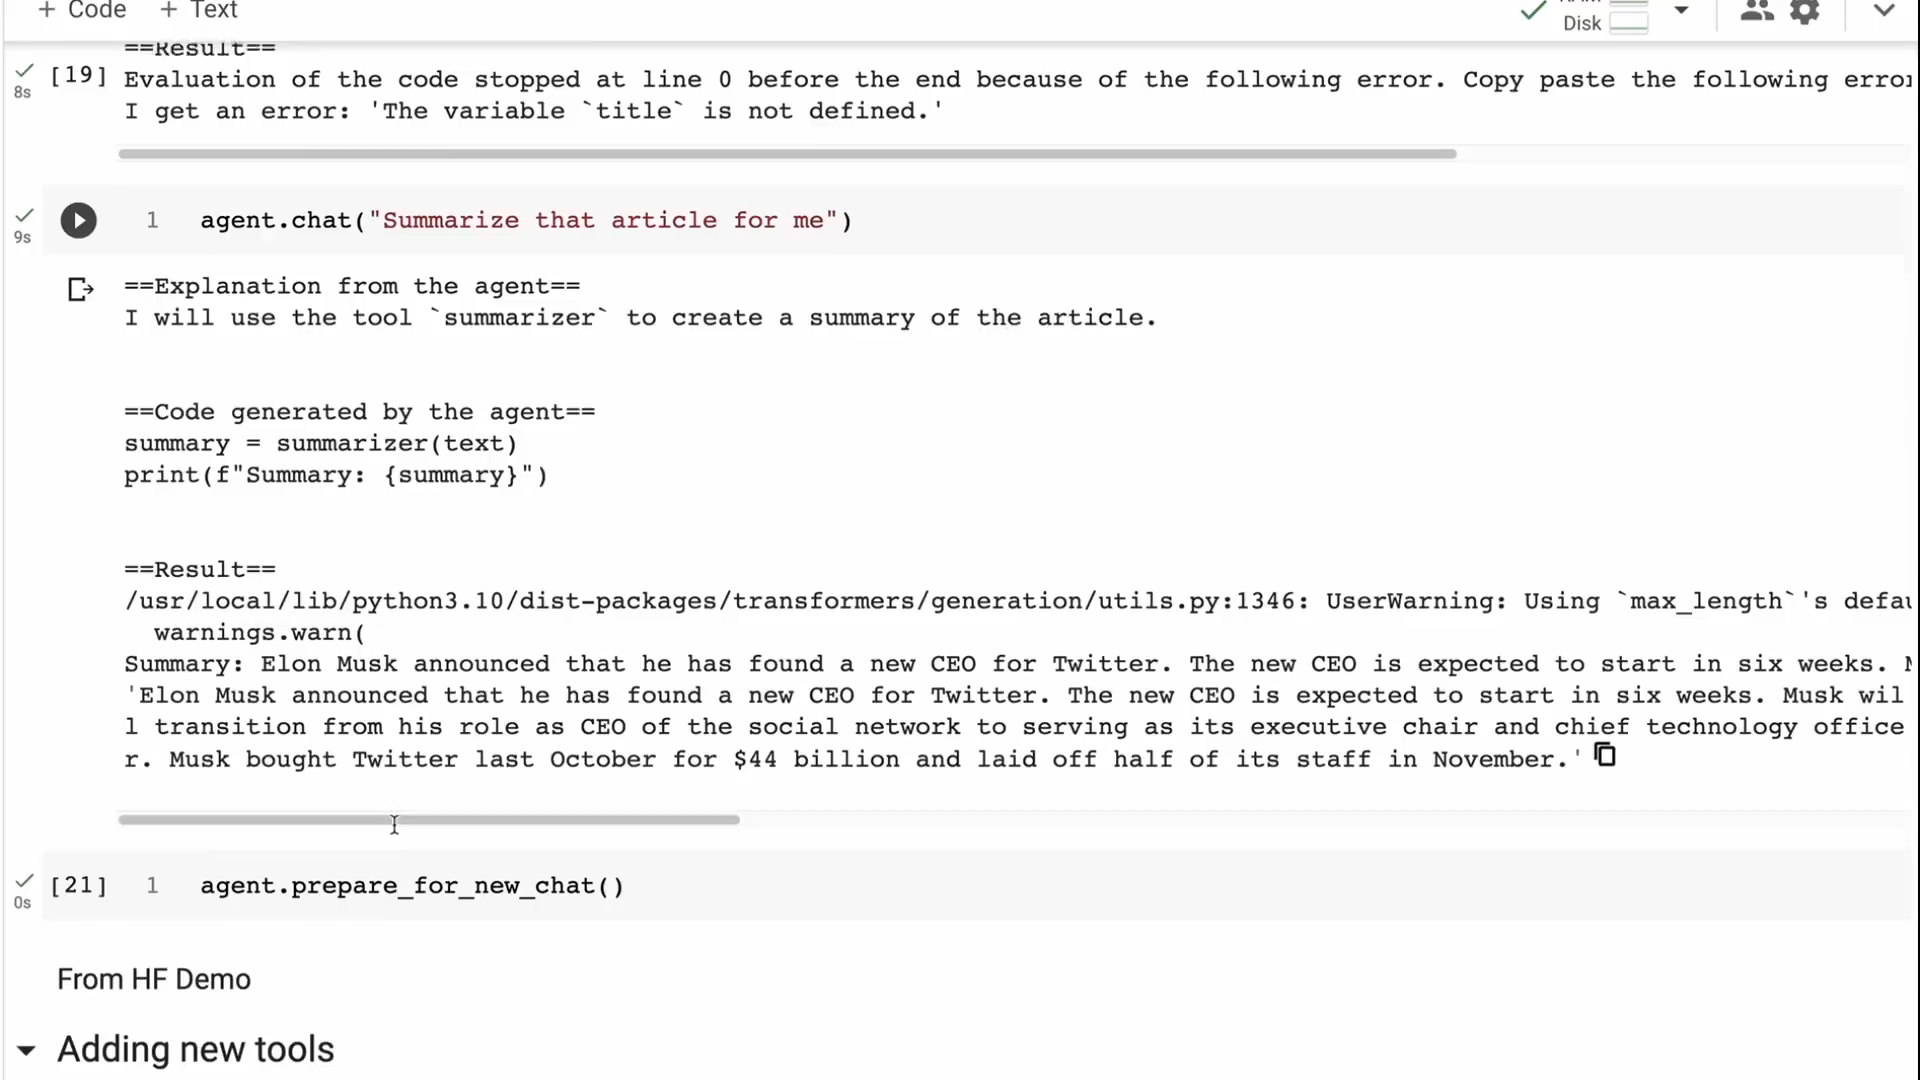 + Code + Text
Disk
==Result==
[19] Evaluation of the code stopped at line 0 before the end because of the following error. Copy paste the following
8s
I get an error: 'The variable `title` is not defined.'
1 agent.chat("Summarize that article for me")
9s
==Explanation from the agent==
I will use the tool `summarizer` to create a summary of the article.
==Code generated by the agent==
summary = summarizer(text)
print(f"Summary: {summary}")
==Result==
/usr/local/lib/python3.10/dist-packages/transformers/generation/utils.py:1346: UserWarning: Using `max_length`'s
warnings.warn(
Summary: Elon Musk announced that he has found a new CEO for Twitter. The new CEO is expected to start in six weeks.
'Elon Musk announced that he has found a new CEO for Twitter. The new CEO is expected to start in six weeks. Musk wil
l transition from his role as CEO of the social network to serving as its executive chair and chief technology office
r. Musk bought Twitter last October for $44 billion and laid off half of its staff in November.'
[21] 1 agent.prepare_for_new_chat()
0s
From HF Demo
Adding new tools